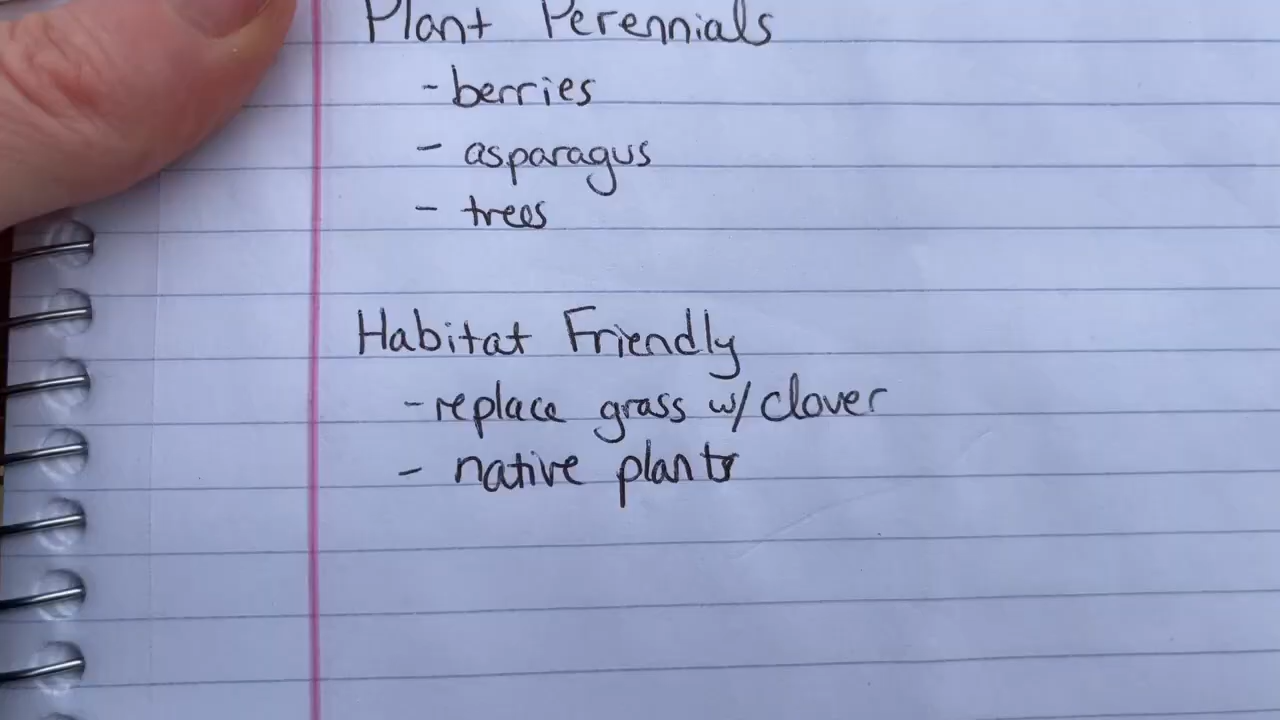 Plant Perennials
- berries
- asparagus
- trees
Habitat Friendly
- replace grass w/ clover
- native plants